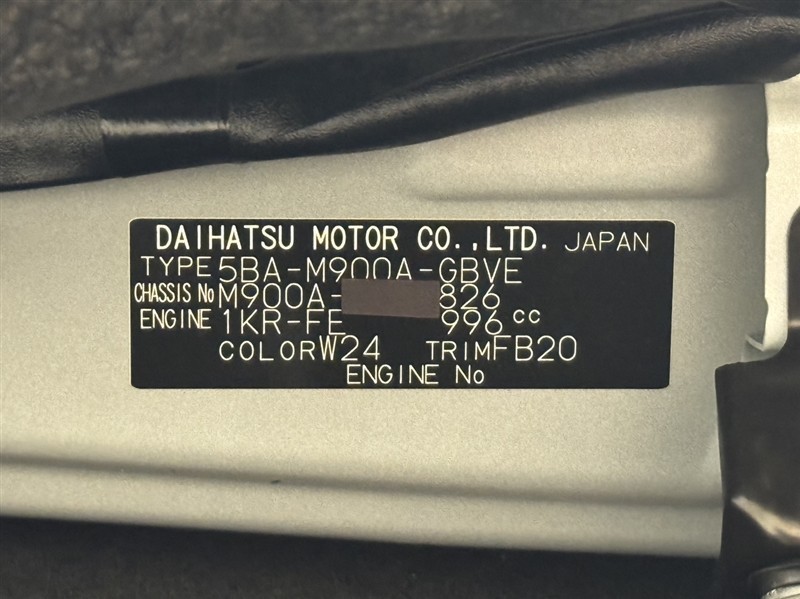 DAIHATSU MOTOR CO.,LTD. JAPAN
TYPE 5BA-M900A-GBVE
CHASSIS No M900A- 826
ENGINE 1KR-FE 996 cc
COLOR W24 TRIM FB20
ENGINE No